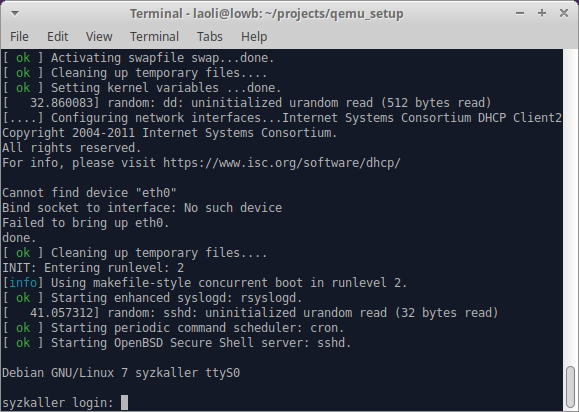 Terminal - laoli@lowb: ~/projects/qemu_setup
File Edit View Terminal Tabs Help
[ ok ] Activating swapfile swap...done.
[ ok ] Cleaning up temporary files....
[ ok ] Setting kernel variables ...done.
[   32.860083] random: dd: uninitialized urandom read (512 bytes read)
[....] Configuring network interfaces...Internet Systems Consortium DHCP Client2
Copyright 2004-2011 Internet Systems Consortium.
All rights reserved.
For info, please visit https://www.isc.org/software/dhcp/
Cannot find device "eth0"
Bind socket to interface: No such device
Failed to bring up eth0.
done.
[ ok ] Cleaning up temporary files....
INIT: Entering runlevel: 2
[info] Using makefile-style concurrent boot in runlevel 2.
[ ok ] Starting enhanced syslogd: rsyslogd.
[   41.057312] random: sshd: uninitialized urandom read (32 bytes read)
[ ok ] Starting periodic command scheduler: cron.
[ ok ] Starting OpenBSD Secure Shell server: sshd.
Debian GNU/Linux 7 syzkaller ttyS0
syzkaller login: